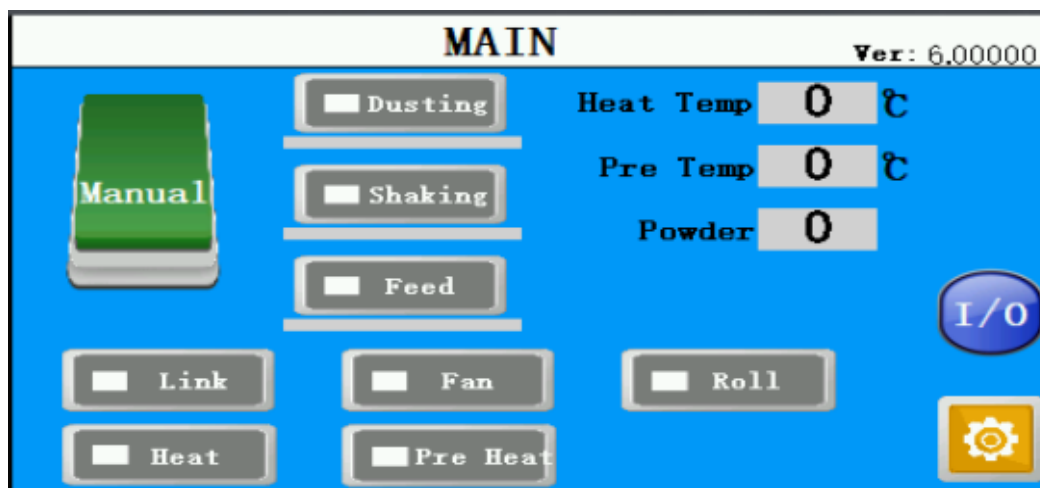 MAIN
Ver: 6.00000
Manual
Dusting
Heat Temp 0 ℃
Shaking
Pre Temp 0 ℃
Powder 0
Feed
I/O
Link
Fan
Roll
Heat
Pre Heat